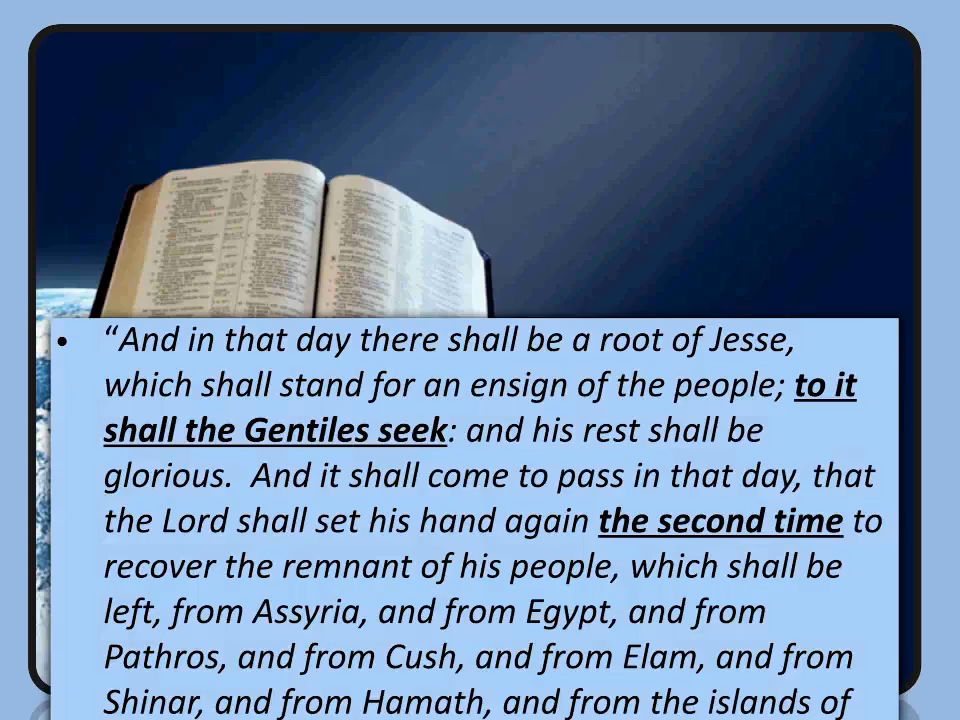 • “And in that day there shall be a root of Jesse,
which shall stand for an ensign of the people; to it
shall the Gentiles seek: and his rest shall be
glorious.  And it shall come to pass in that day, that
the Lord shall set his hand again the second time to
recover the remnant of his people, which shall be
left, from Assyria, and from Egypt, and from
Pathros, and from Cush, and from Elam, and from
Shinar, and from Hamath, and from the islands of